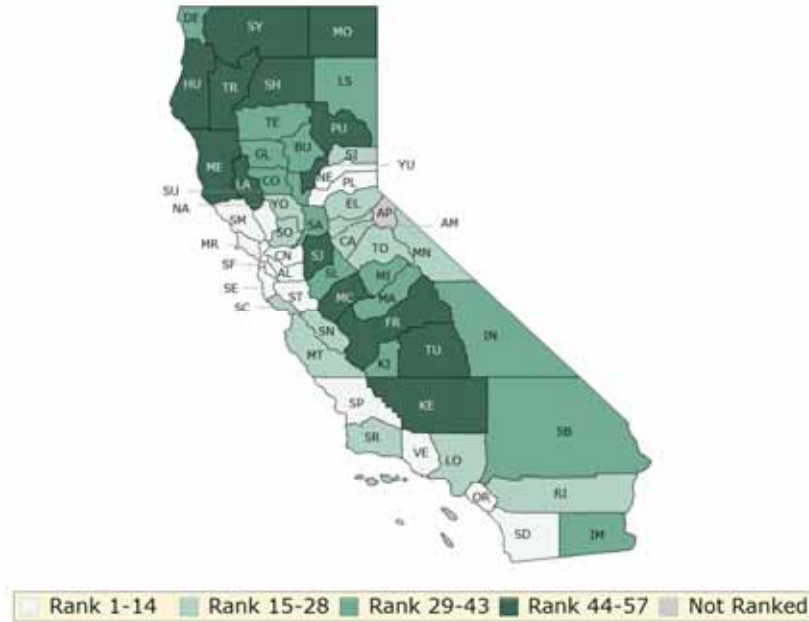 DE
SY
MO
HU
TR
SH
LS
TE
PU
ME
GL
BU
SI
YU
LA
CO
NE
PL
SU
NA
YO
EL
AP
SM
SO
SA
CA
TO
AM
MR
CN
SJ
MN
SF
AL
SL
MI
SE
ST
MC
MA
SC
SN
FR
IN
MT
KI
TU
SP
KE
SR
VE
LO
SB
OR
RI
SD
IM
Rank 1-14 Rank 15-28 Rank 29-43 Rank 44-57 Not Ranked